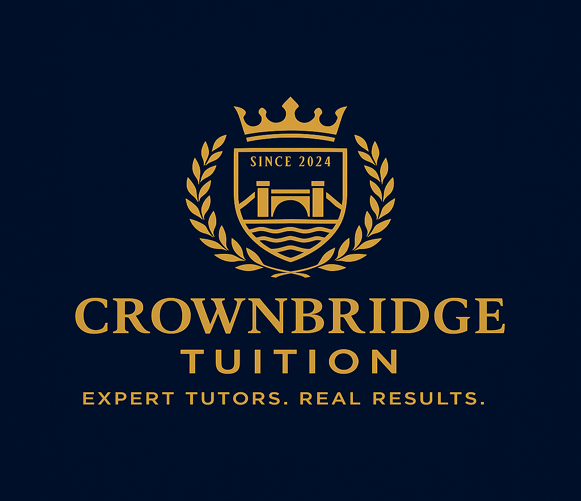 SINCE 2024
CROWNBRIDGE
TUITION
EXPERT TUTORS. REAL RESULTS.